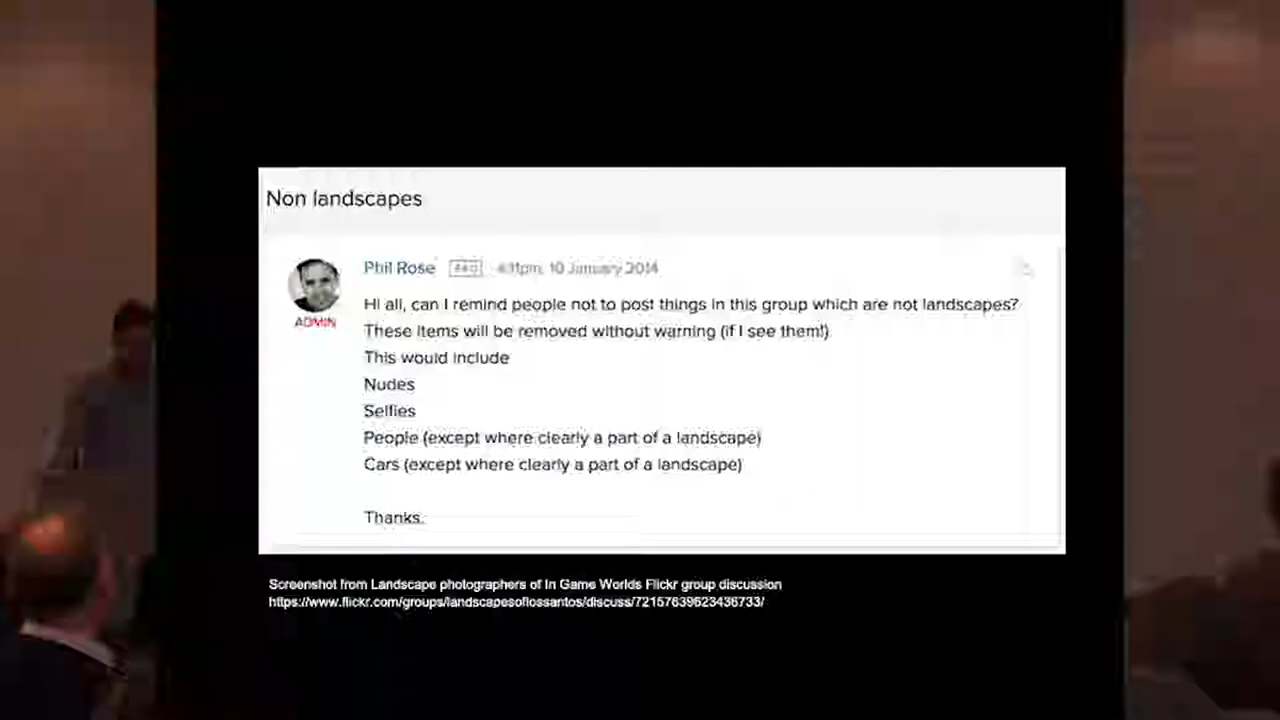 Non landscapes
Phil Rose PRO 4:11pm, 10 January 2014
ADMIN
Hi all, can I remind people not to post things in this group which are not landscapes?
These items will be removed without warning (if I see them!)
This would include
Nudes
Selfies
People (except where clearly a part of a landscape)
Cars (except where clearly a part of a landscape)
Thanks.
Screenshot from Landscape photographers of In Game Worlds Flickr group discussion
https://www.flickr.com/groups/landscapesoflossantos/discuss/72157639623436733/